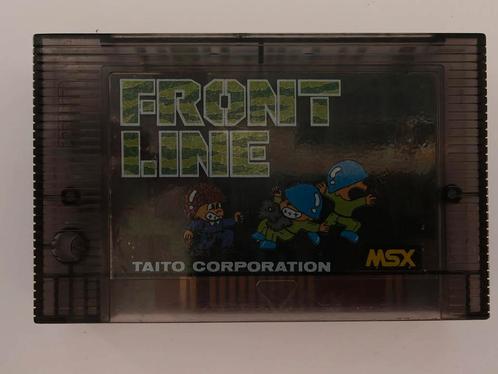 FRONT
LINE
TAITO CORPORATION
MSX